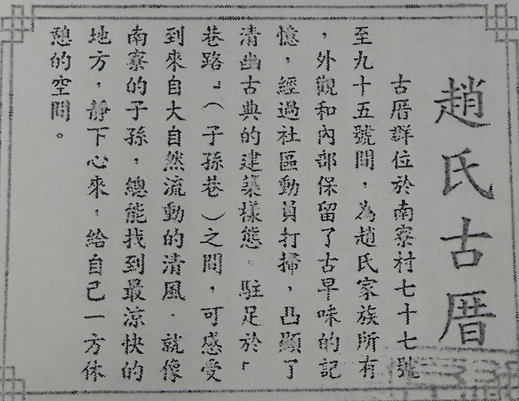 趙氏古厝
古厝群位於南寮村七十七號
至九十五號間，為趙氏家族所有
，外觀和內部保留了古早味的記
憶，經過社區動員打掃，凸顯了
清幽古典的建築樣態。駐足於「
巷路」（子孫巷）之間，可感受
到來自大自然流動的清風．就像
南寮的子孫，總能找到最涼快的
地方，靜下心來，給自己一方休
憩的空間。